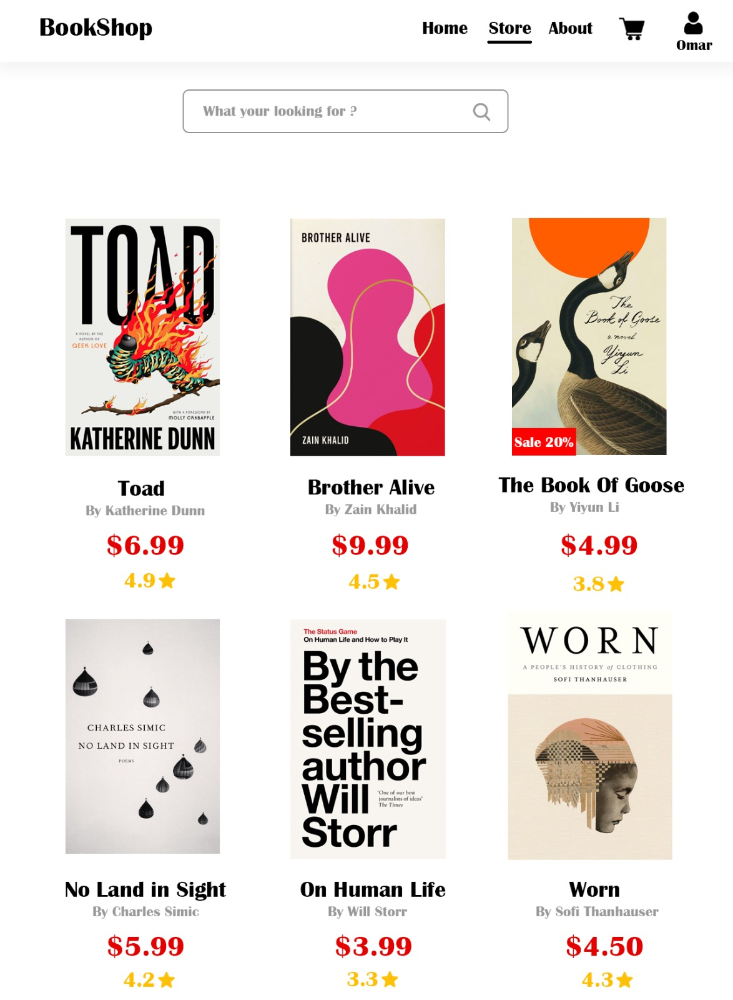 BookShop
Home
Store
About
Omar
What your looking for ?
TOAD
A NOVEL BY THE
AUTHOR OF
GEEK LOVE
WITH A FOREWORD BY
MOLLY CRABAPPLE
KATHERINE DUNN
BROTHER ALIVE
ZAIN KHALID
The
Book of Goose
a novel
Yiyun
Li
Sale 20%
Toad
By Katherine Dunn
$6.99
4.9
Brother Alive
By Zain Khalid
$9.99
4.5
The Book Of Goose
By Yiyun Li
$4.99
3.8
CHARLES SIMIC
NO LAND IN SIGHT
POEMS
The Status Game
On Human Life and How to Play It
By the
Best-
selling
author
Will
Storr
'One of our best
journalists of ideas'
The Times
WORN
A PEOPLE'S HISTORY of CLOTHING
SOFI THANHAUSER
No Land in Sight
By Charles Simic
$5.99
4.2
On Human Life
By Will Storr
$3.99
3.3
Worn
By Sofi Thanhauser
$4.50
4.3